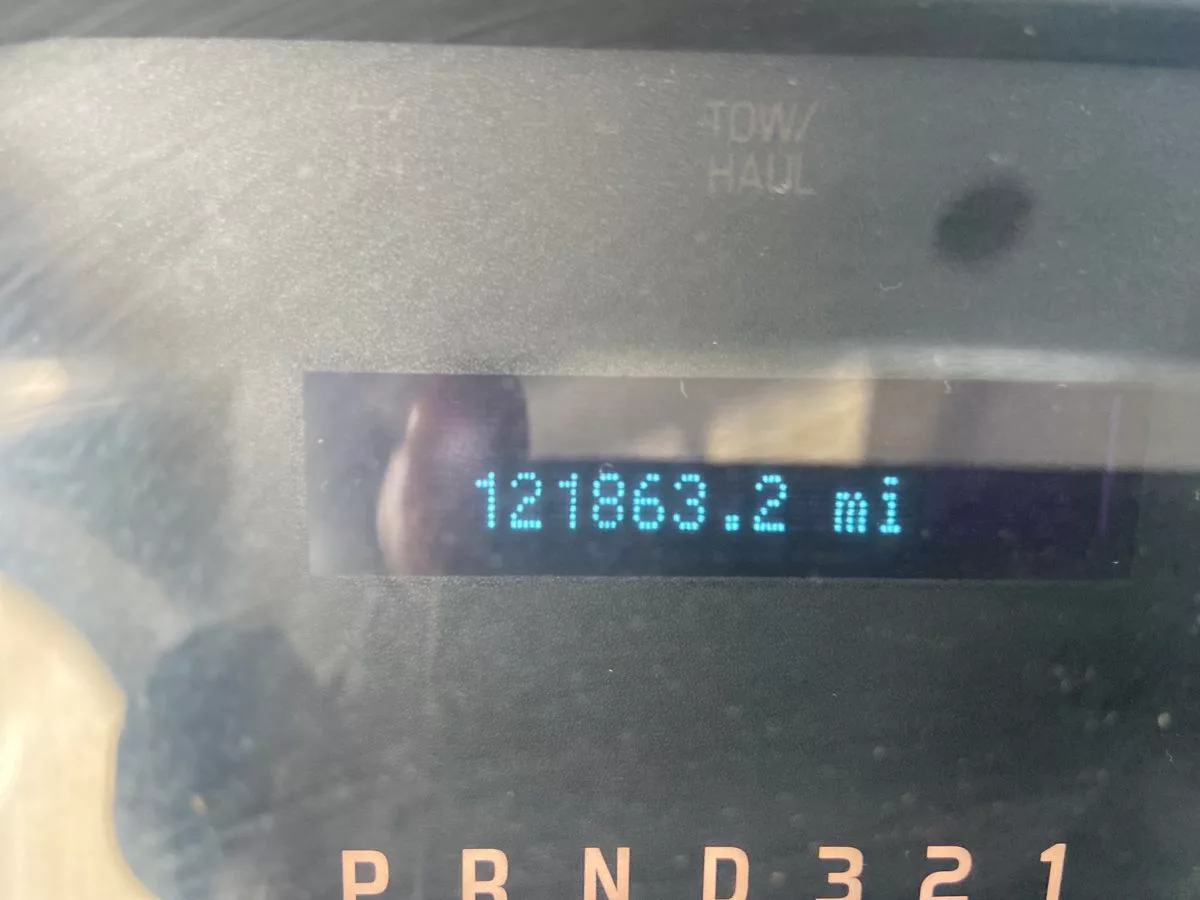 TOW/
HAUL
121863.2 mi
P R N D 3 2 1